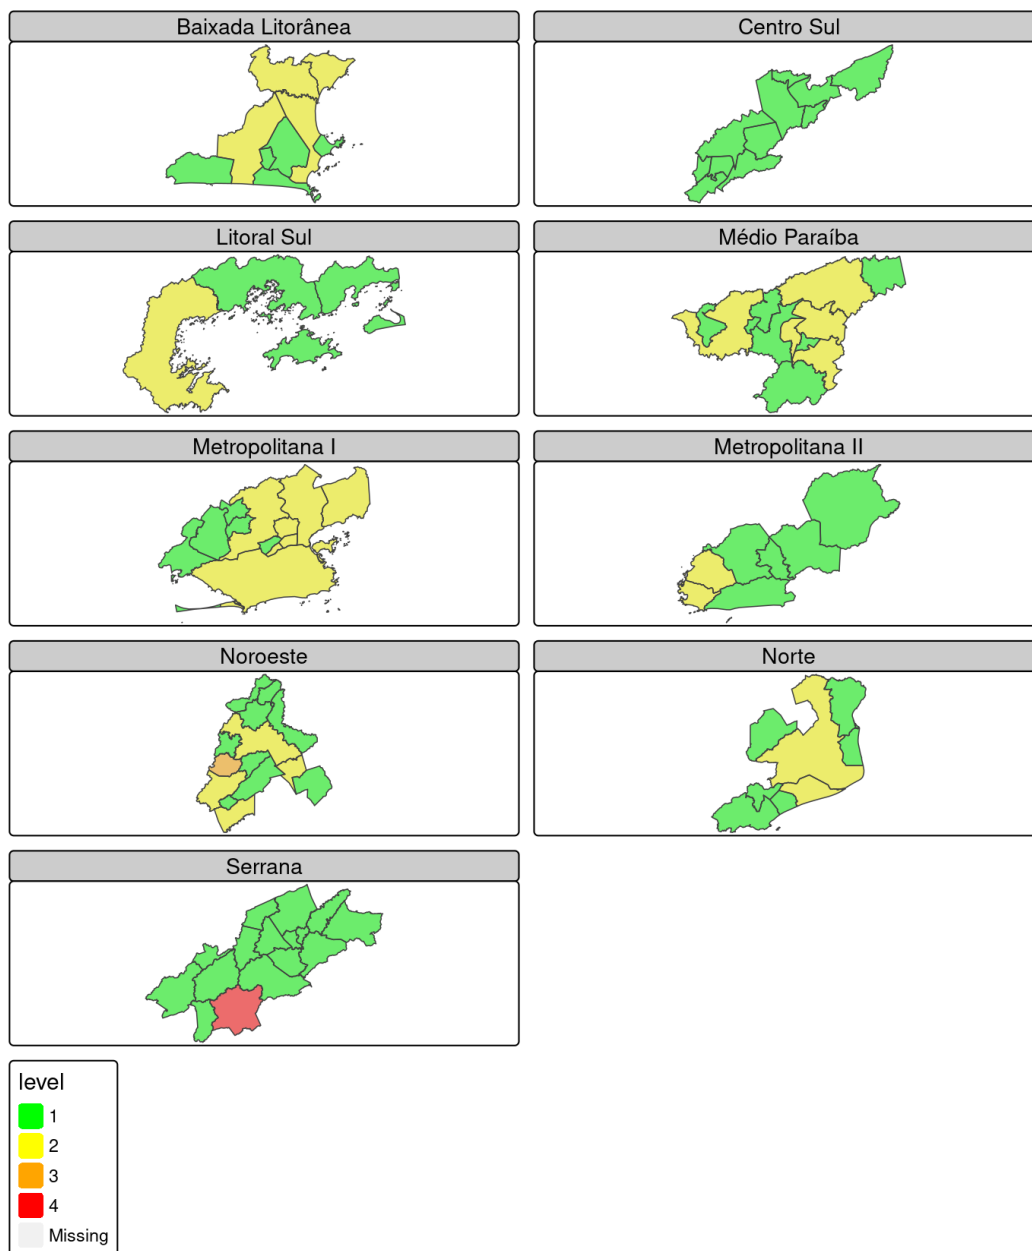 Baixada Litorânea
Centro Sul
Litoral Sul
Médio Paraíba
Metropolitana I
Metropolitana II
Noroeste
Norte
Serrana
level
1
2
3
4
Missing